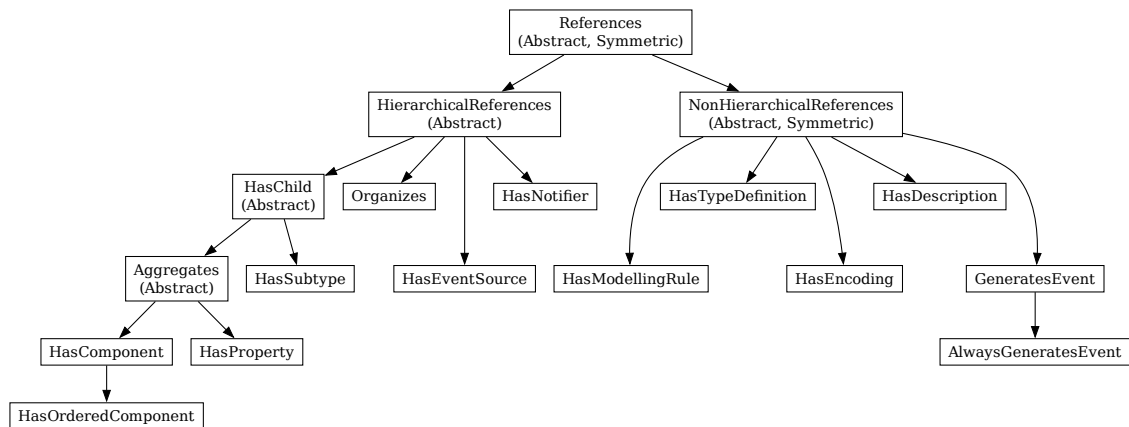 References
(Abstract, Symmetric)
HierarchicalReferences
(Abstract)
NonHierarchicalReferences
(Abstract, Symmetric)
HasChild
(Abstract)
Organizes
HasNotifier
HasTypeDefinition
HasDescription
Aggregates
(Abstract)
HasSubtype
HasEventSource
HasModellingRule
HasEncoding
GeneratesEvent
HasComponent
HasProperty
AlwaysGeneratesEvent
HasOrderedComponent